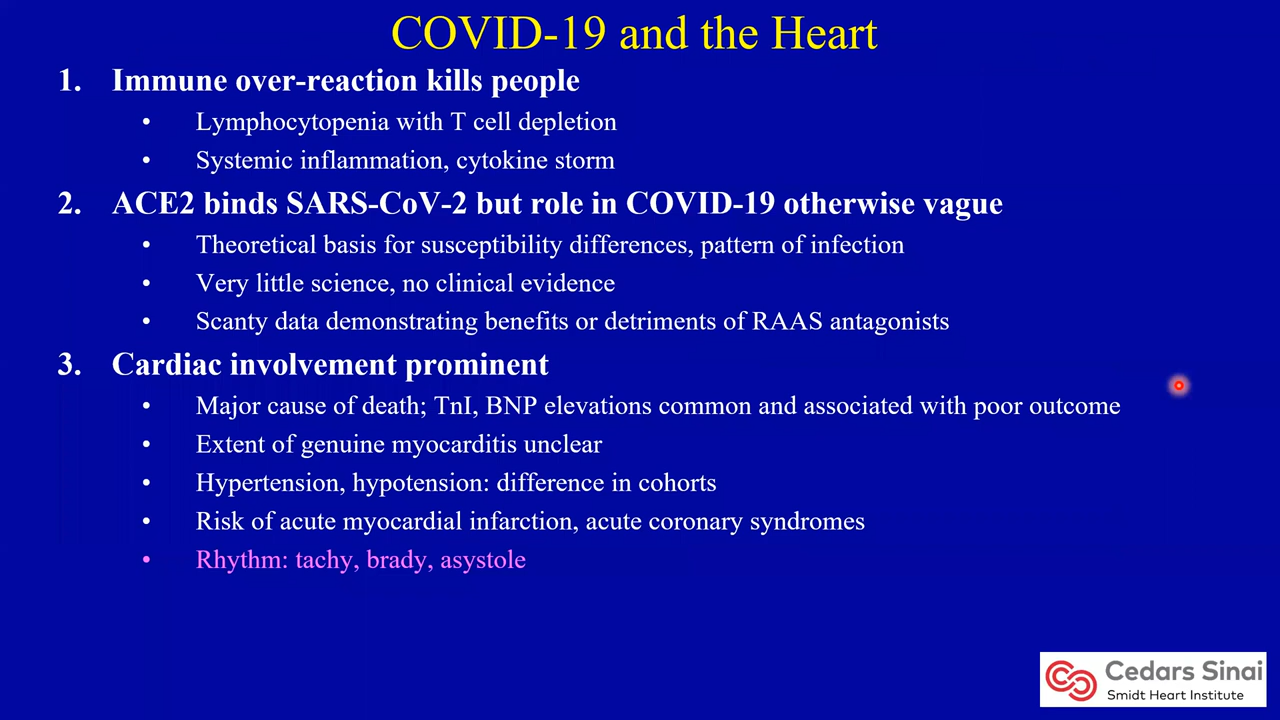 COVID-19 and the Heart
1. Immune over-reaction kills people
• Lymphocytopenia with T cell depletion
• Systemic inflammation, cytokine storm
2. ACE2 binds SARS-CoV-2 but role in COVID-19 otherwise vague
• Theoretical basis for susceptibility differences, pattern of infection
• Very little science, no clinical evidence
• Scanty data demonstrating benefits or detriments of RAAS antagonists
3. Cardiac involvement prominent
• Major cause of death; TnI, BNP elevations common and associated with poor outcome
• Extent of genuine myocarditis unclear
• Hypertension, hypotension: difference in cohorts
• Risk of acute myocardial infarction, acute coronary syndromes
• Rhythm: tachy, brady, asystole
Cedars Sinai
Smidt Heart Institute